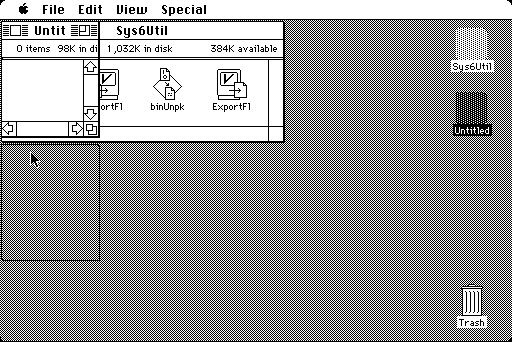 File Edit View Special
Untit
Sys6Util
0 items 98K in di
1,032K in disk 384K available
ortF1
binUnpk
ExportF1
Sys6Util
Untitled
Trash